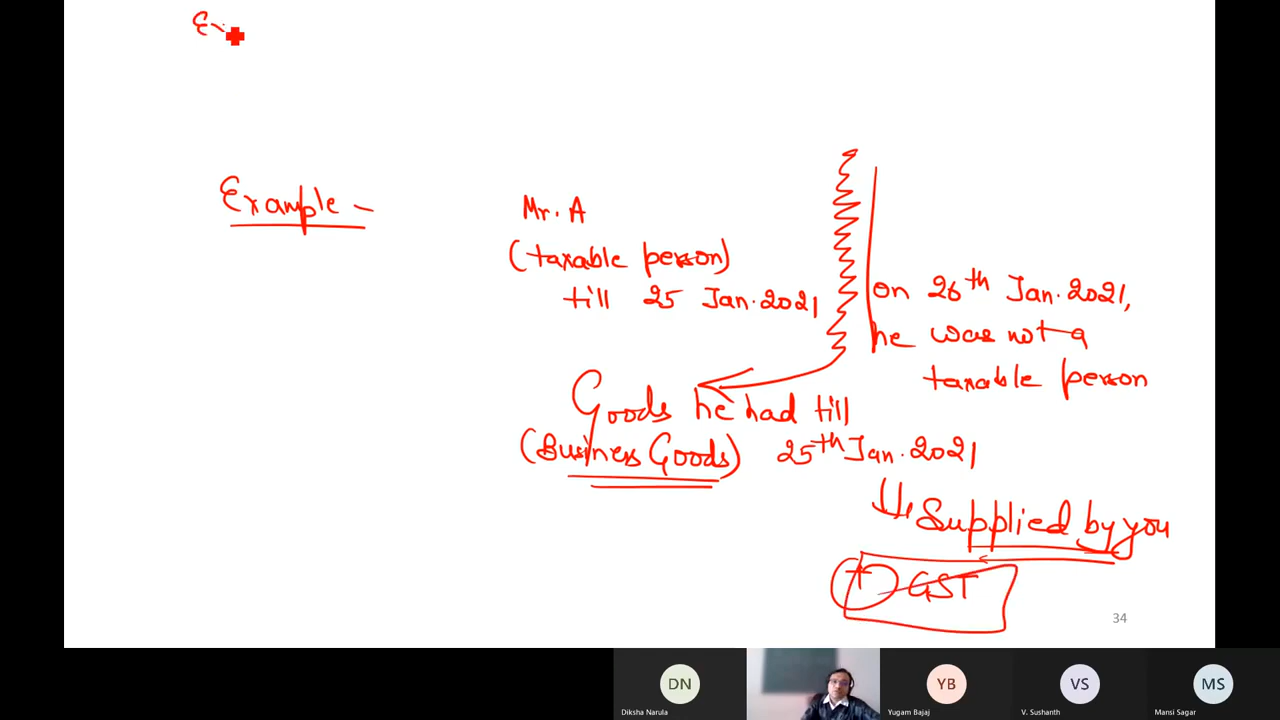 Ex
Example -
Mr. A
(taxable person)
till 25 Jan. 2021
on 26th Jan. 2021,
he was not a
taxable person
Goods he had till
(Business Goods) 25th Jan. 2021
Supplied by you
+ GST
34
DN
YB
VS
MS
Diksha Narula
Yugam Bajaj
V. Sushanth
Mansi Sagar